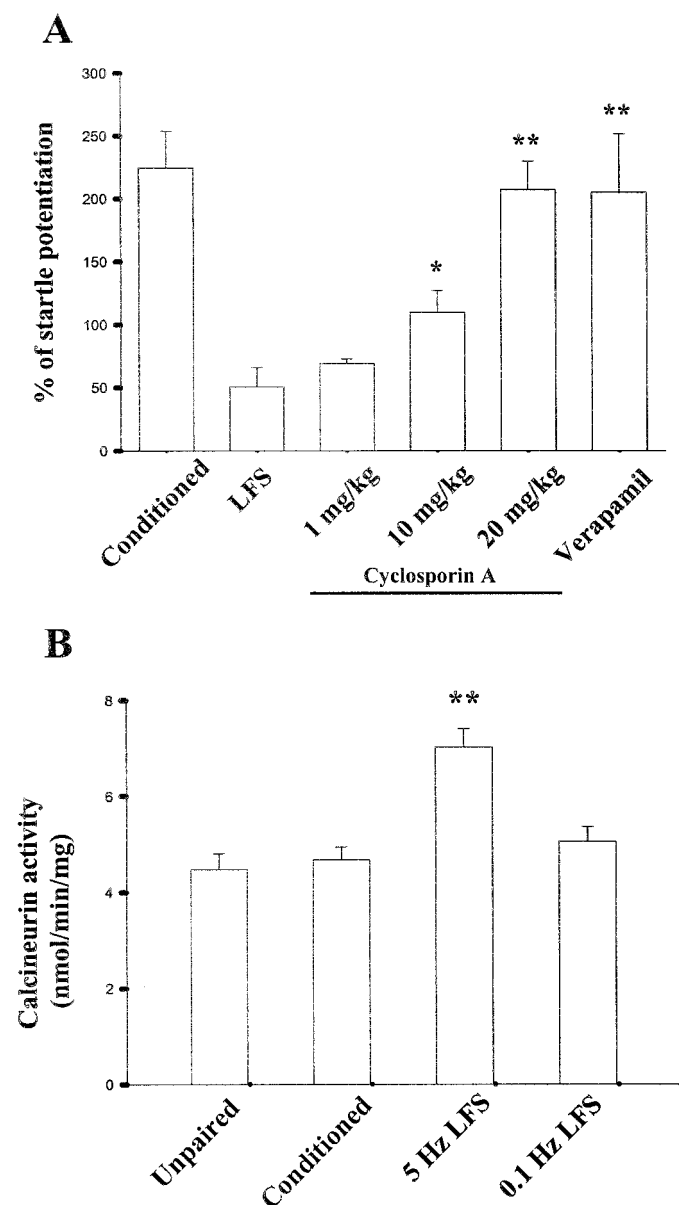 A
% of startle potentiation
300
250
200
150
100
50
0
**
**
*
Conditioned
LFS
1 mg/kg
10 mg/kg
20 mg/kg
Verapamil
Cyclosporin A
B
Calcineurin activity
(nmol/min/mg)
8
6
4
2
0
**
Unpaired
Conditioned
5 Hz LFS
0.1 Hz LFS